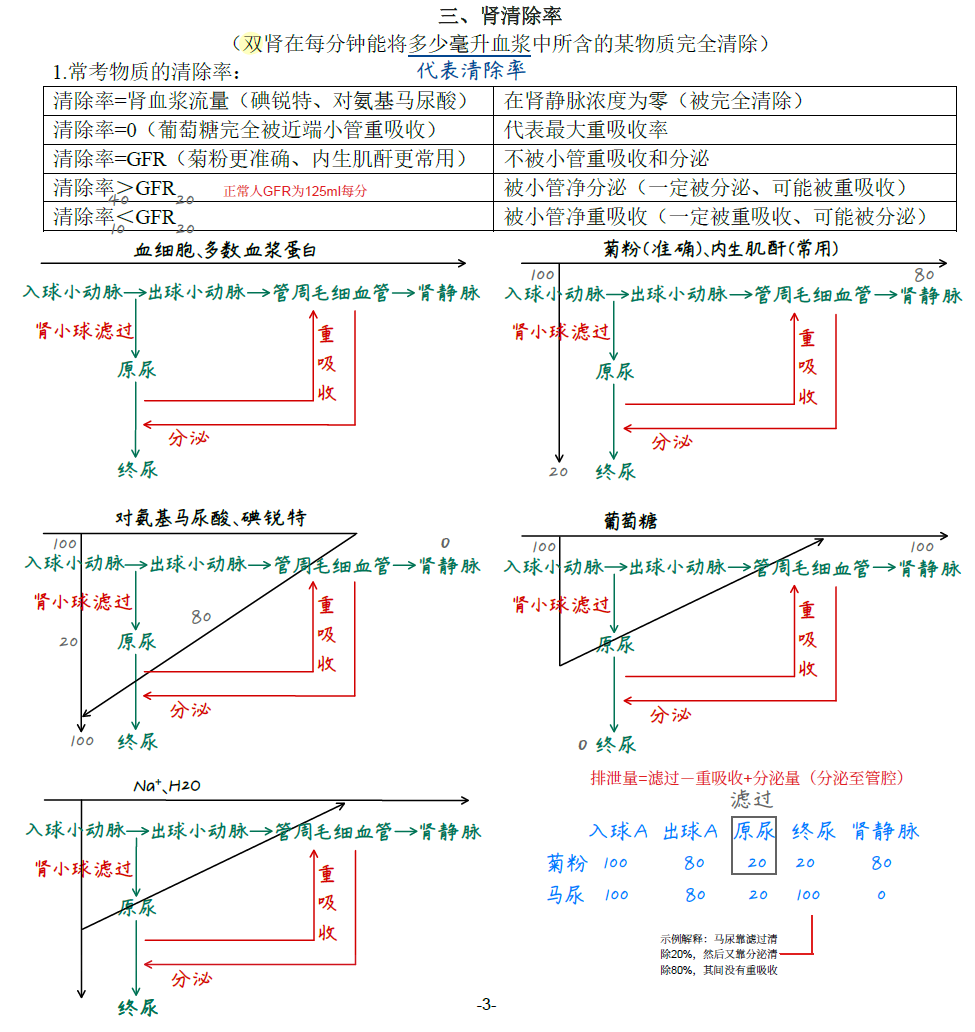 三、肾清除率
（双肾在每分钟能将多少毫升血浆中所含的某物质完全清除）
1.常考物质的清除率：
代表清除率
清除率=肾血浆流量（碘锐特、对氨基马尿酸） 在肾静脉浓度为零（被完全清除）
清除率=0（葡萄糖完全被近端小管重吸收） 代表最大重吸收率
清除率=GFR（菊粉更准确、内生肌酐更常用） 不被小管重吸收和分泌
清除率＞GFR 正常人GFR为125ml每分 被小管净分泌（一定被分泌、可能被重吸收）
40 20
清除率＜GFR 被小管净重吸收（一定被重吸收、可能被分泌）
10 20
血细胞、多数血浆蛋白
入球小动脉→出球小动脉→管周毛细血管→肾静脉
肾小球滤过
重
吸
收
原尿
分泌
终尿
菊粉(准确)、内生肌酐(常用)
100 80
入球小动脉→出球小动脉→管周毛细血管→肾静脉
肾小球滤过
重
吸
收
原尿
分泌
20 终尿
对氨基马尿酸、碘锐特
100 0
入球小动脉→出球小动脉→管周毛细血管→肾静脉
肾小球滤过
80
重
吸
收
20 原尿
分泌
100 终尿
葡萄糖
100 100
入球小动脉→出球小动脉→管周毛细血管→肾静脉
肾小球滤过
重
吸
收
原尿
分泌
0 终尿
Na⁺、H2O
入球小动脉→出球小动脉→管周毛细血管→肾静脉
肾小球滤过
重
吸
收
原尿
分泌
终尿
排泄量=滤过－重吸收+分泌量（分泌至管腔）
滤过
入球A 出球A 原尿 终尿 肾静脉
菊粉 100 80 20 20 80
马尿 100 80 20 100 0
示例解释：马尿靠滤过清
除20%，然后又靠分泌清
除80%，其间没有重吸收
-3-